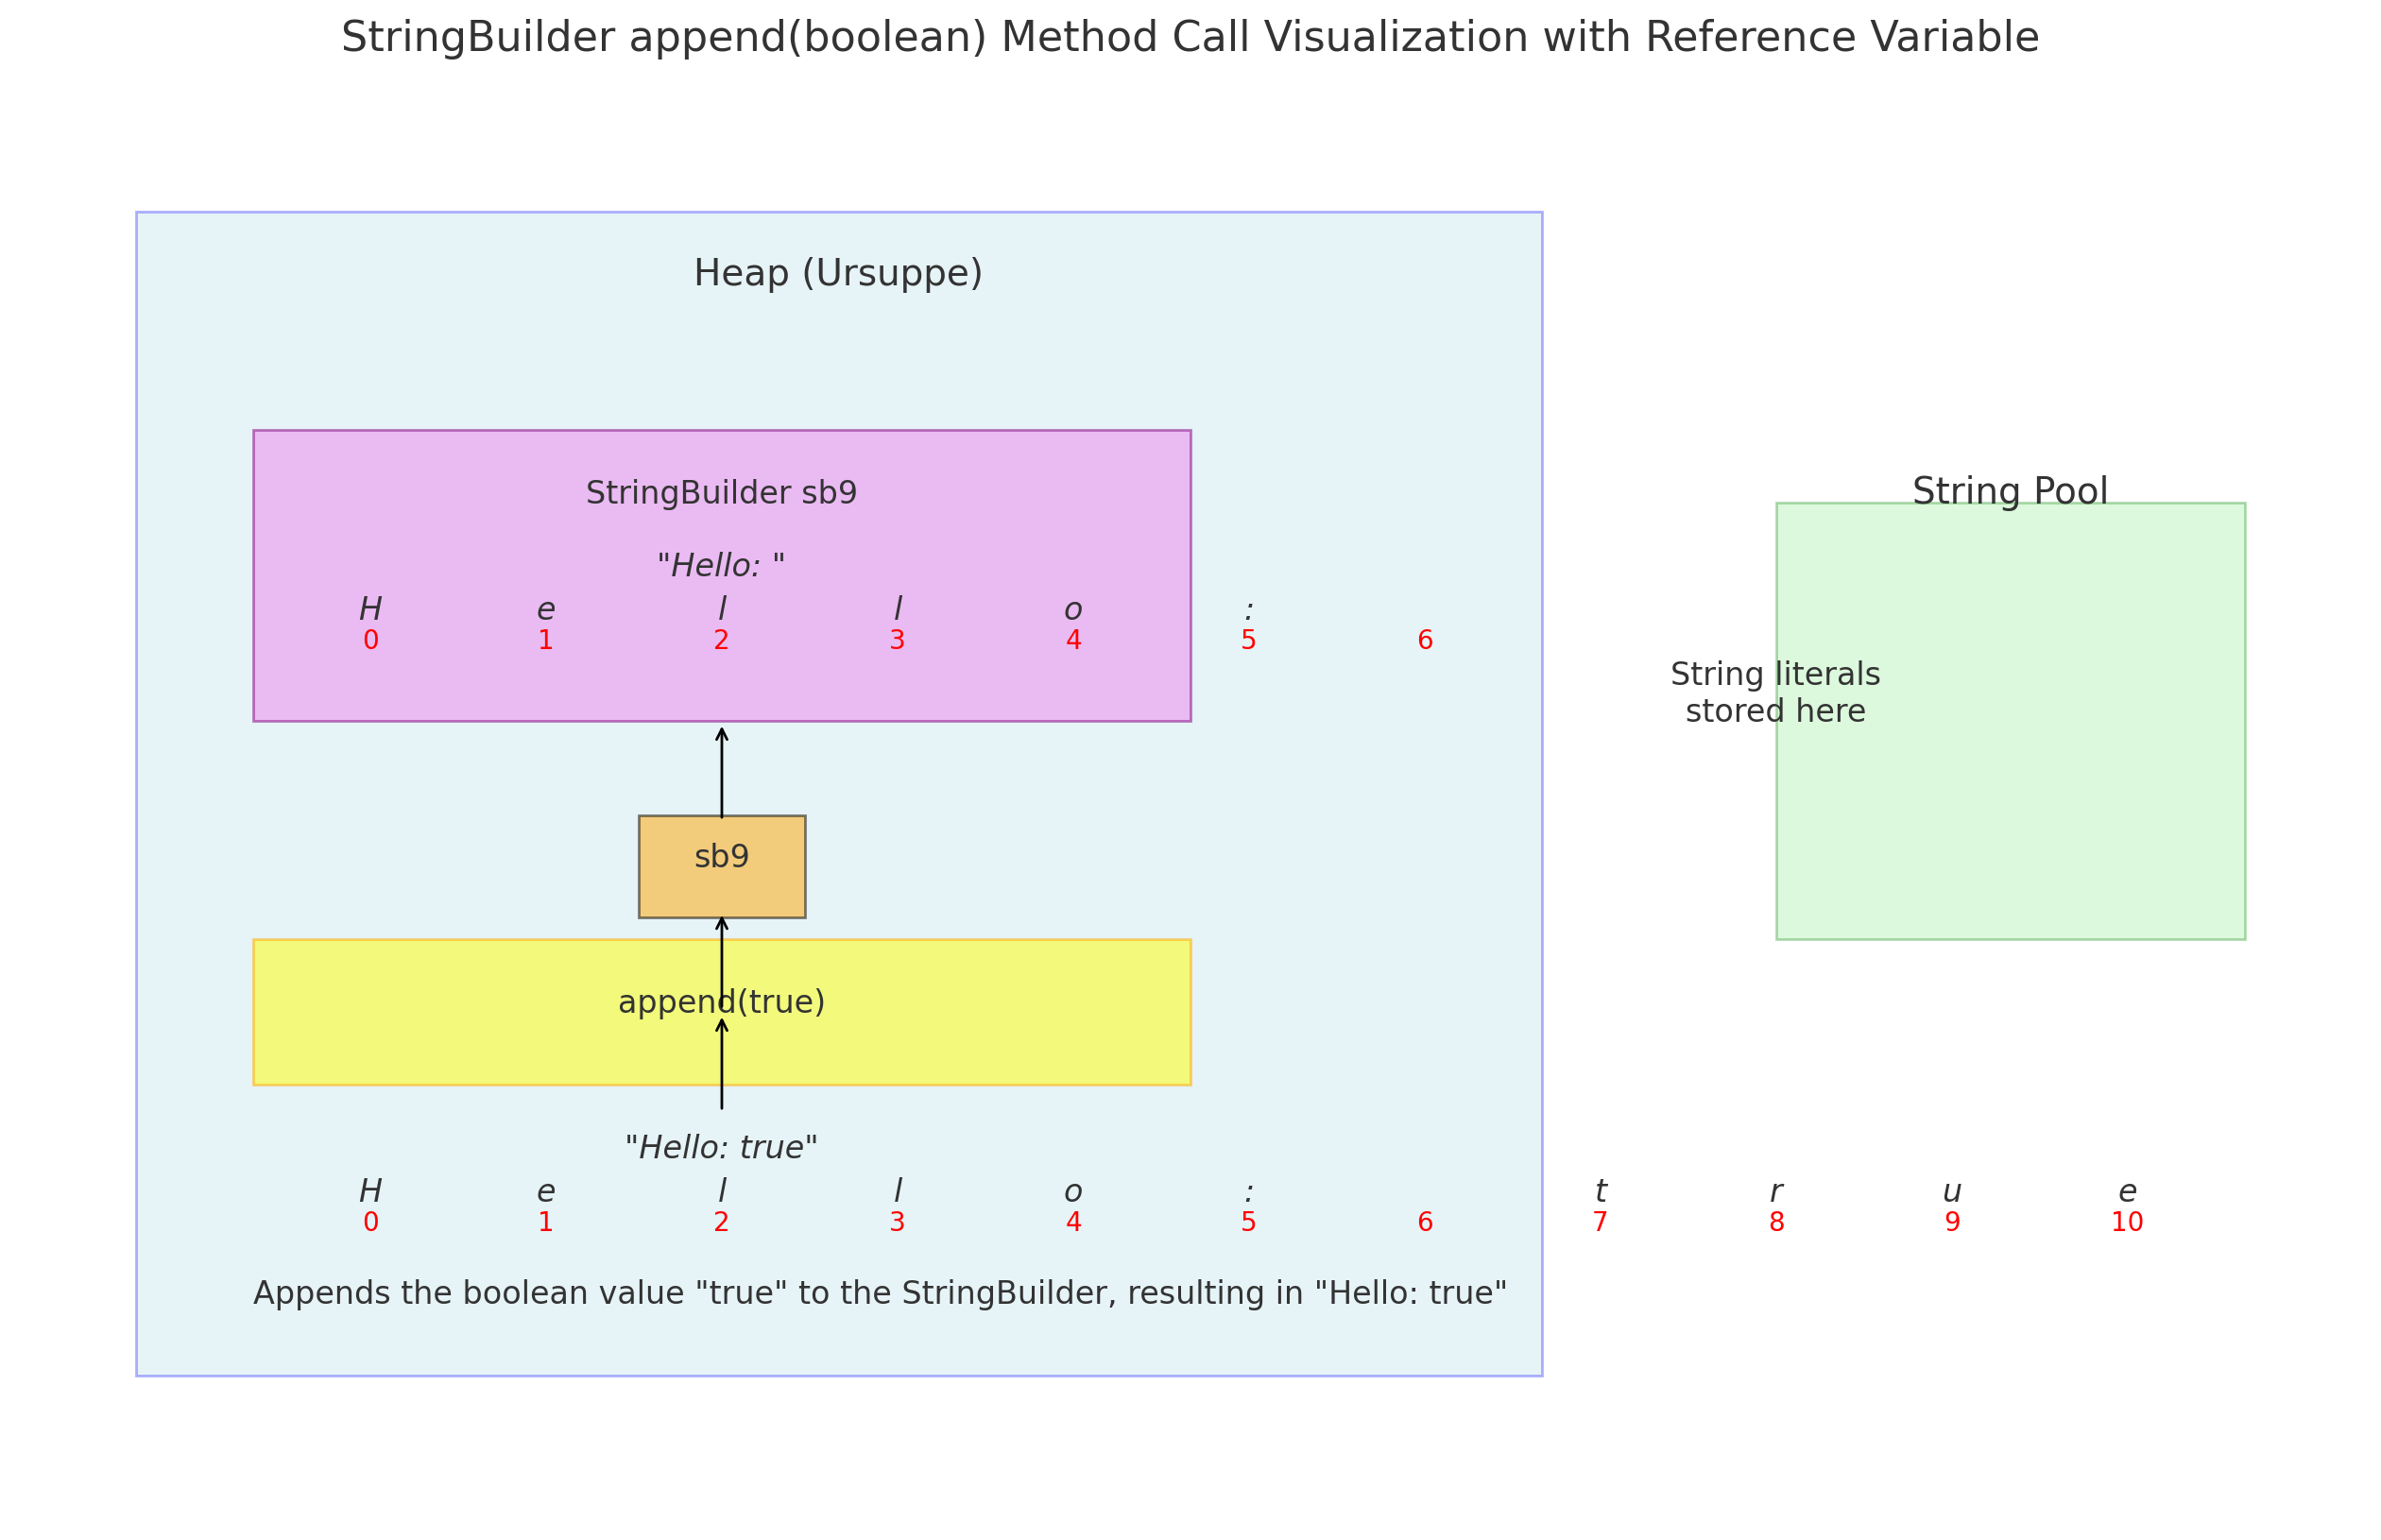 StringBuilder append(boolean) Method Call Visualization with Reference Variable
Heap (Ursuppe)
StringBuilder sb9
"Hello: "
H e l l o :
0 1 2 3 4 5 6
String Pool
String literals
stored here
sb9
append(true)
"Hello: true"
H e l l o : t r u e
0 1 2 3 4 5 6 7 8 9 10
Appends the boolean value "true" to the StringBuilder, resulting in "Hello: true"